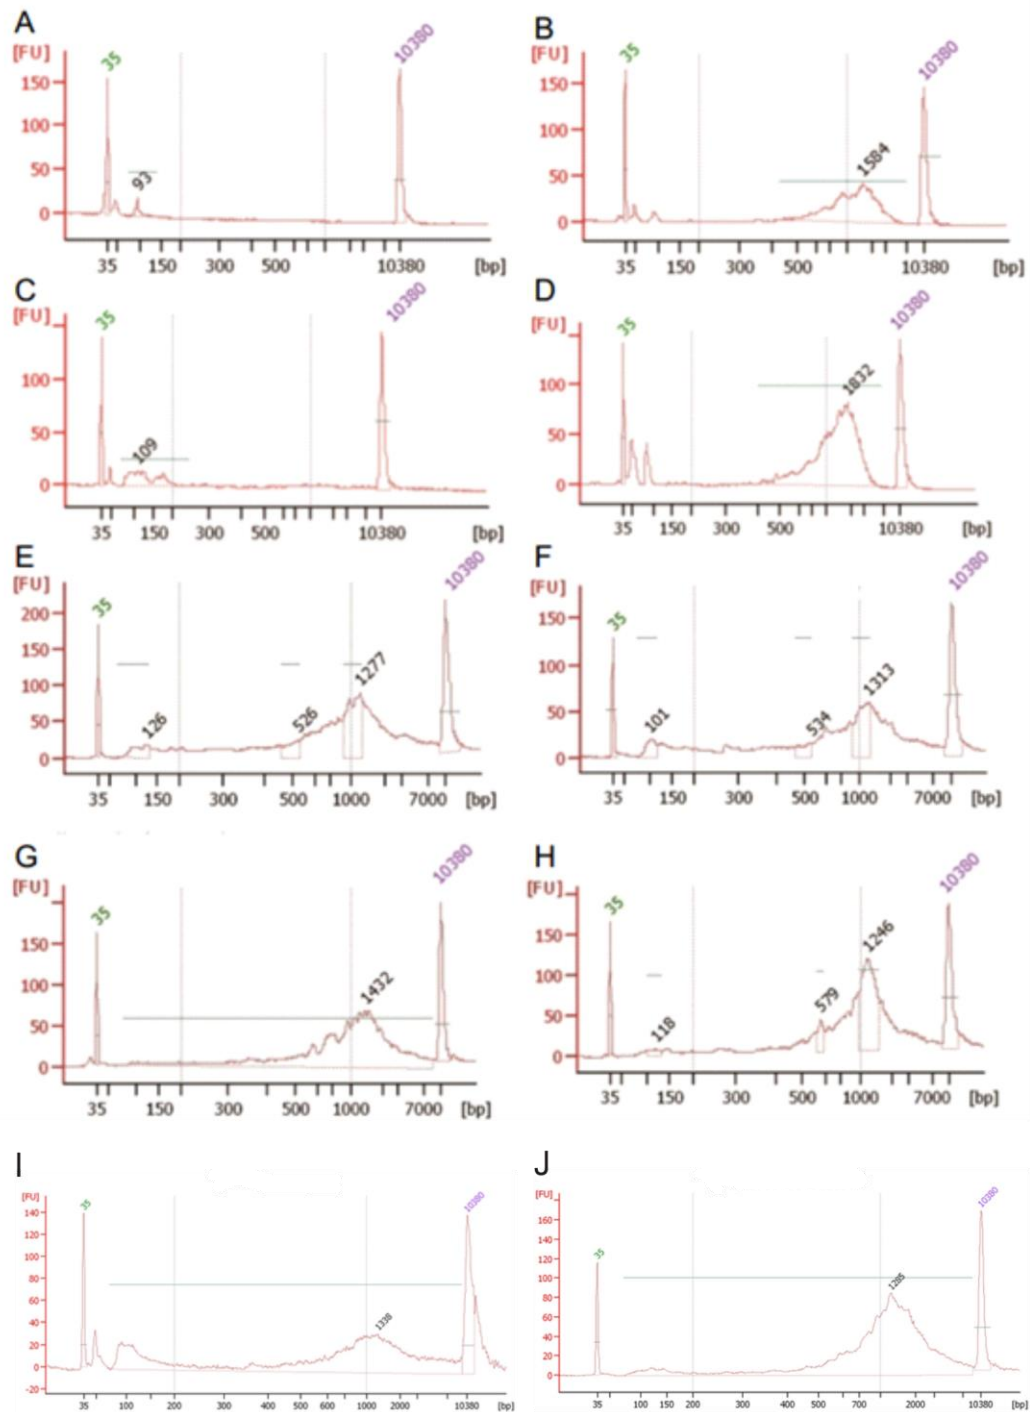 A
[FU]
35
10380
150
100
50
0
93
35 150 300 500 10380 [bp]
B
[FU]
35
10380
150
100
50
0
1584
35 150 300 500 10380 [bp]
C
[FU]
35
10380
100
50
0
109
35 150 300 500 10380 [bp]
D
[FU]
35
10380
100
50
0
1832
35 150 300 500 10380 [bp]
E
[FU]
35
10380
200
150
100
50
0
126
526
1277
35 150 300 500 1000 7000 [bp]
F
[FU]
35
10380
150
100
50
0
101
534
1313
35 150 300 500 1000 7000 [bp]
G
[FU]
35
10380
150
100
50
0
1432
35 150 300 500 1000 7000 [bp]
H
[FU]
35
10380
150
100
50
0
118
579
1246
35 150 300 500 1000 7000 [bp]
I
[FU]
35
10380
140
120
100
80
60
40
20
0
-20
1338
35 100 200 300 400 600 1000 2000 10380 [bp]
J
[FU]
35
10380
160
140
120
100
80
60
40
20
0
1285
35 100 150 200 300 400 500 700 2000 10380 [bp]